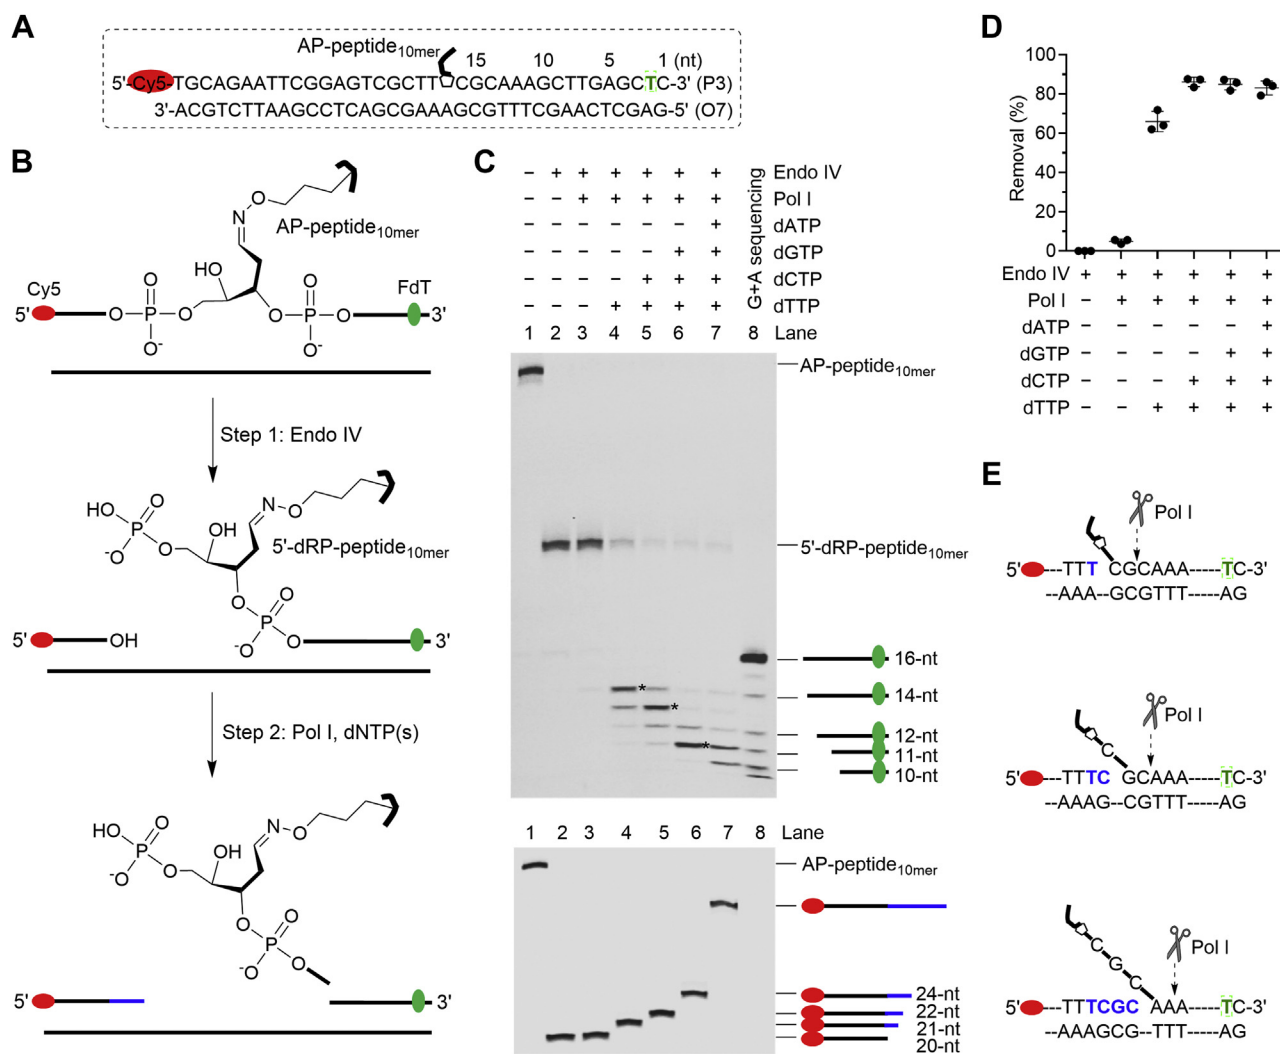 A
AP-peptide10mer
15 10 5 1 (nt)
5'-Cy5-TGCAGAATTCGGAGTCGCTT CGCAAAGCTTGAGCTC-3' (P3)
3'-ACGTCTTAAGCCTCAGCGAAAGCGTTTCGAACTCGAG-5' (O7)
B
N O
AP-peptide10mer
HO
Cy5
FdT
5' O P O O O P O 3'
O- O-
Step 1: Endo IV
HO P O -O O OH N O
5'-dRP-peptide10mer
O P O -O O
5' OH 3'
Step 2: Pol I, dNTP(s)
HO P O -O O OH N O
O P O -O O
5' 3'
C
– + + + + + + Endo IV
– – + + + + + Pol I
– – – – – – + dATP
– – – – – + + dGTP
– – – – + + + dCTP
– – – + + + + dTTP
G+A sequencing
1 2 3 4 5 6 7 8 Lane
AP-peptide10mer
5'-dRP-peptide10mer
16-nt
* 14-nt
*
12-nt
* 11-nt
10-nt
1 2 3 4 5 6 7 8 Lane
AP-peptide10mer
24-nt
22-nt
21-nt
20-nt
D
Removal (%)
100
80
60
40
20
0
Endo IV + + + + + +
Pol I – + + + + +
dATP – – – – – +
dGTP – – – – + +
dCTP – – – + + +
dTTP – – + + + +
E
Pol I
5' ---TTT CGCAAA-----TC-3'
--AAA--GCGTTT-----AG
Pol I
C
5' ---TTTC GCAAA-----TC-3'
--AAAG--CGTTT-----AG
Pol I
C
G
C
5' ---TTTCGC AAA-----TC-3'
--AAAGCG--TTT-----AG